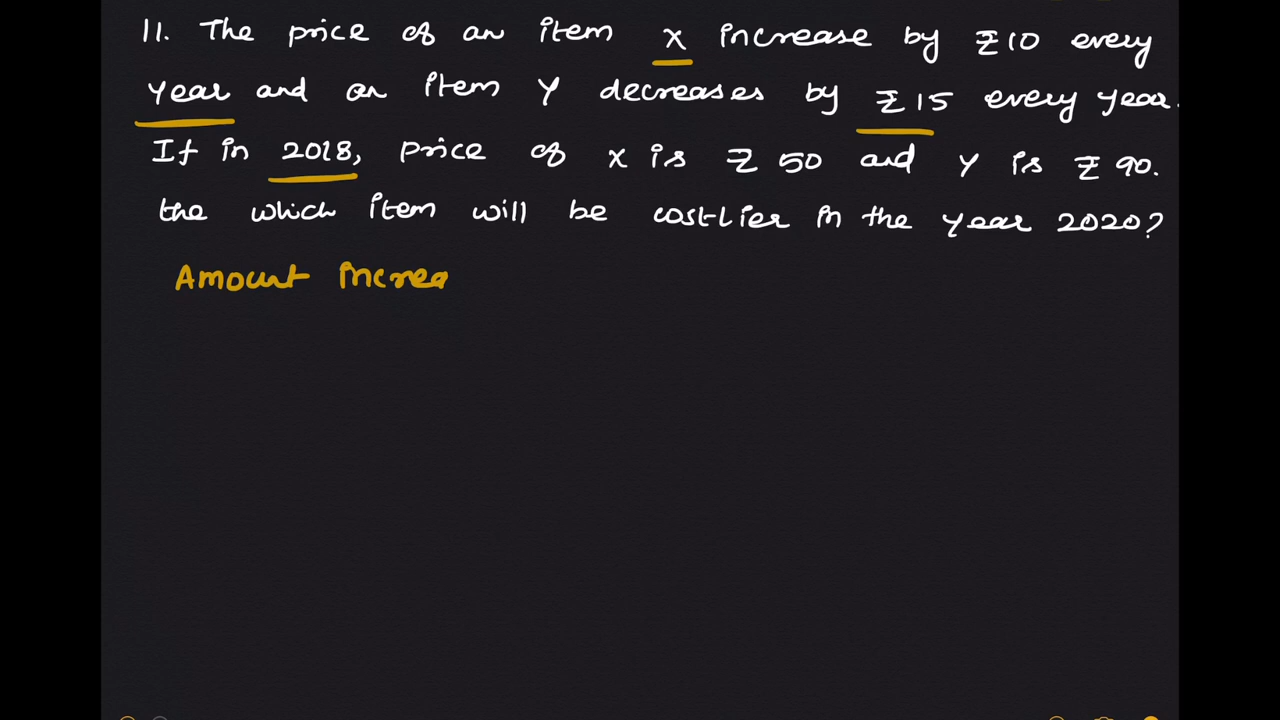 11. The price of an item x increase by ₹10 every
year and an item Y decreases by ₹15 every year.
If in 2018, price of x is ₹ 50 and y is ₹ 90.
the which item will be costlier in the year 2020?
Amount increa